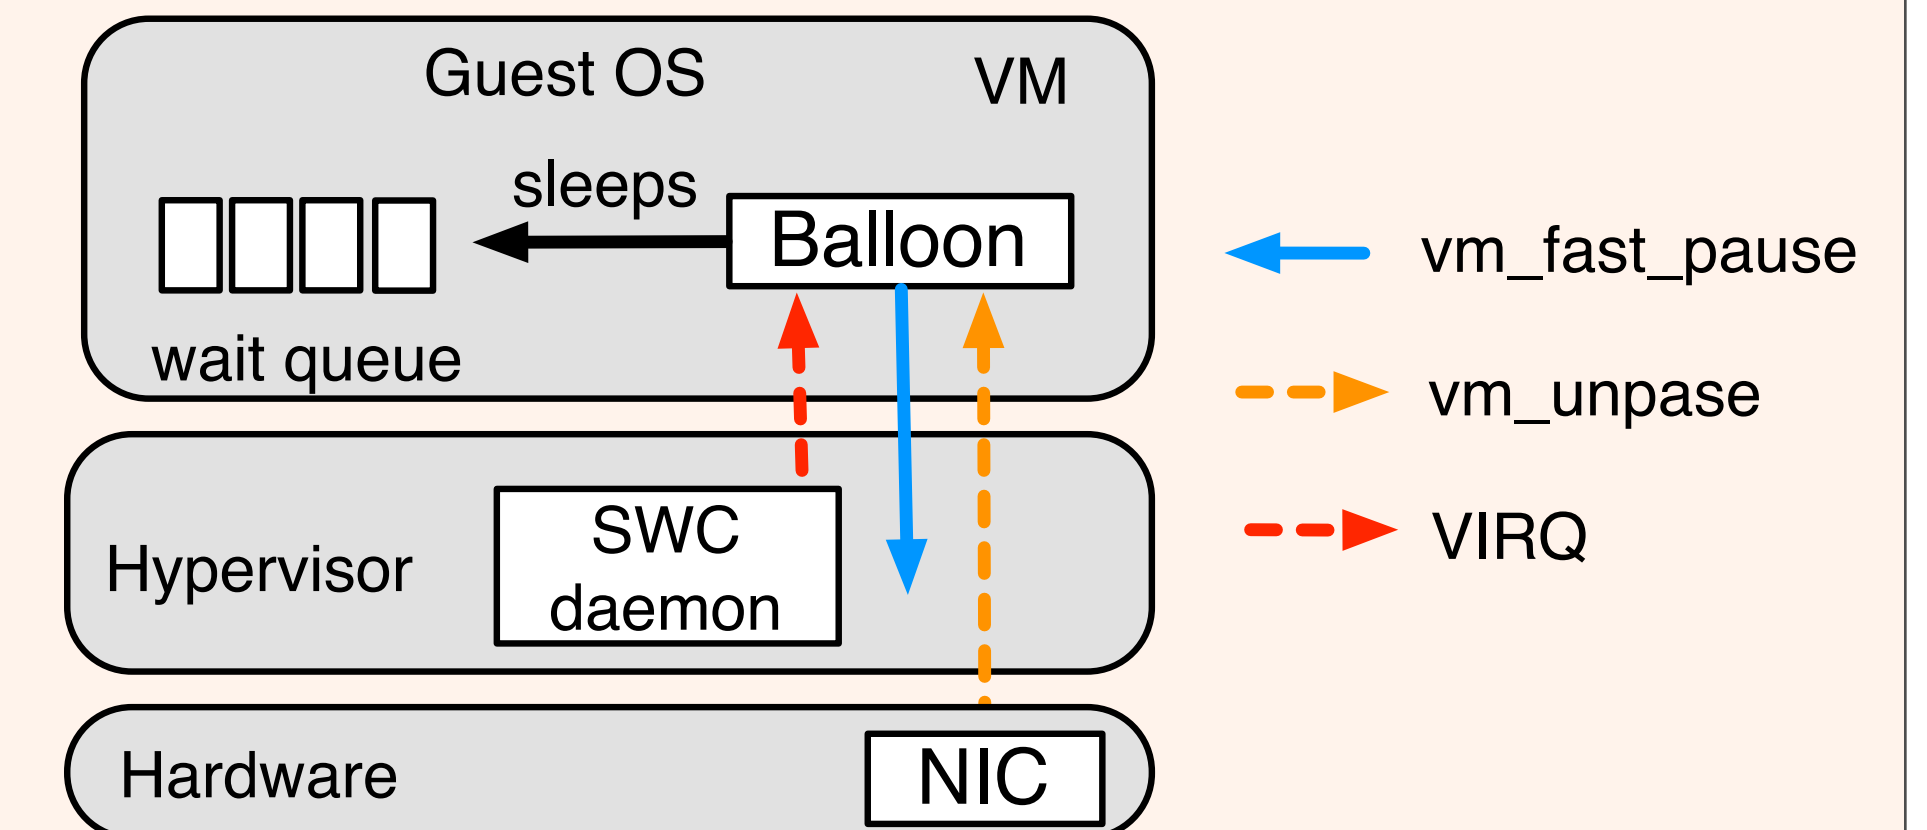 Guest OS
VM
sleeps
Balloon
wait queue
vm_fast_pause
vm_unpase
VIRQ
SWC
daemon
Hypervisor
Hardware
NIC